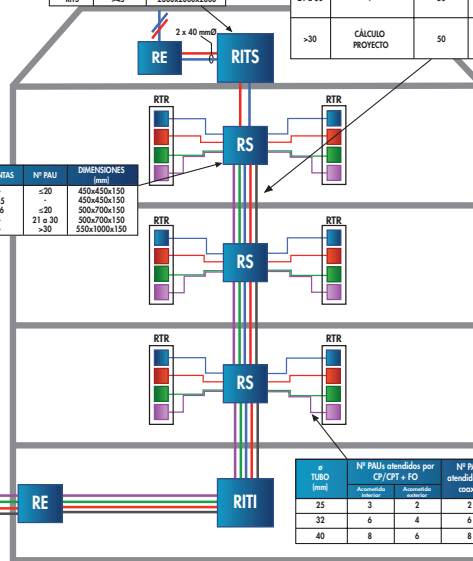 RITS >45 2000x2000x2000
>30 CÁLCULO PROYECTO 50
2 x 40 mmØ
RE
RITS
RTR
RTR
RS
Nº PAU DIMENSIONES (mm)
≤20 450x450x150
- 450x450x150
≤20 500x700x150
21 a 30 500x700x150
>30 550x1000x150
RTR
RTR
RS
RTR
RTR
RS
RE
RITI
ø TUBO (mm) Nº PAUs atendidos por CP/CPT + FO
Acometida interior Acometida exterior
25 3 2 2
32 6 4 6
40 8 6 8